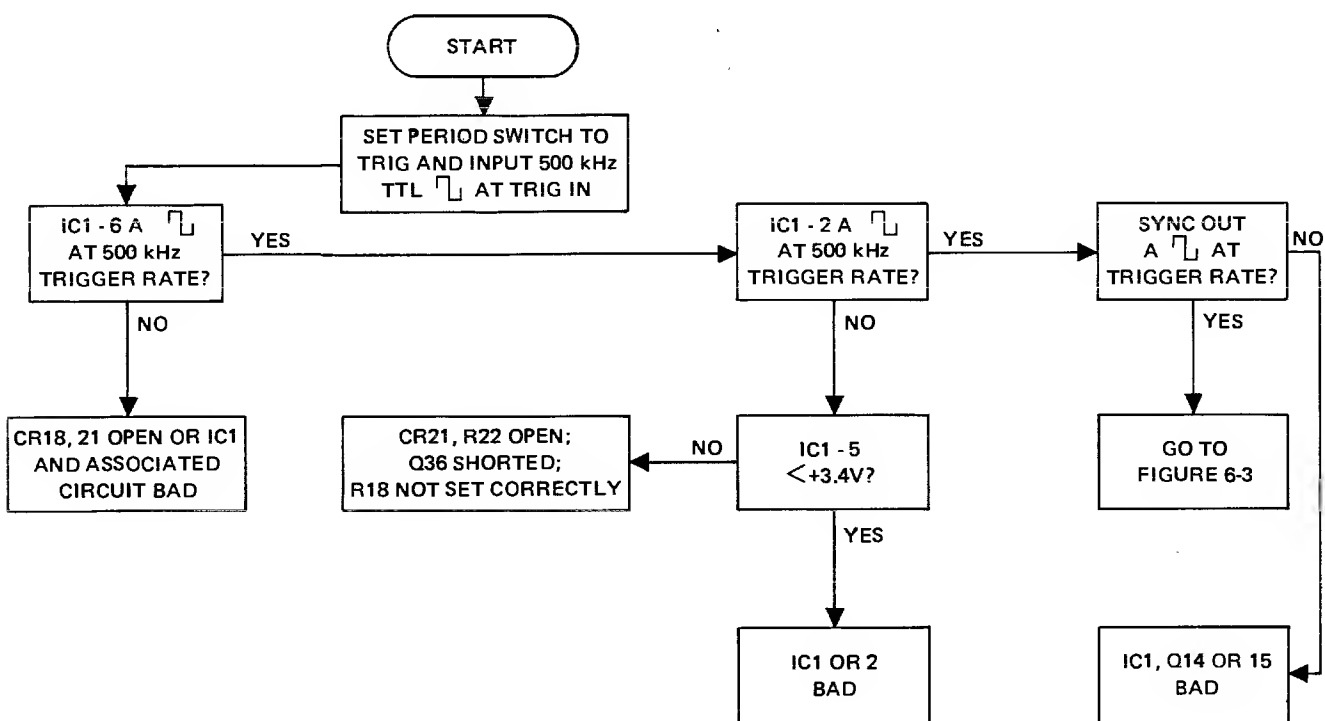 START
SET PERIOD SWITCH TO
TRIG AND INPUT 500 kHz
TTL AT TRIG IN
IC1 - 6 A
AT 500 kHz
TRIGGER RATE?
YES
NO
IC1 - 2 A
AT 500 kHz
TRIGGER RATE?
YES
NO
SYNC OUT
A AT
TRIGGER RATE?
NO
YES
CR18, 21 OPEN OR IC1
AND ASSOCIATED
CIRCUIT BAD
CR21, R22 OPEN;
Q36 SHORTED;
R18 NOT SET CORRECTLY
NO
IC1 - 5
<+3.4V?
YES
GO TO
FIGURE 6-3
IC1 OR 2
BAD
IC1, Q14 OR 15
BAD